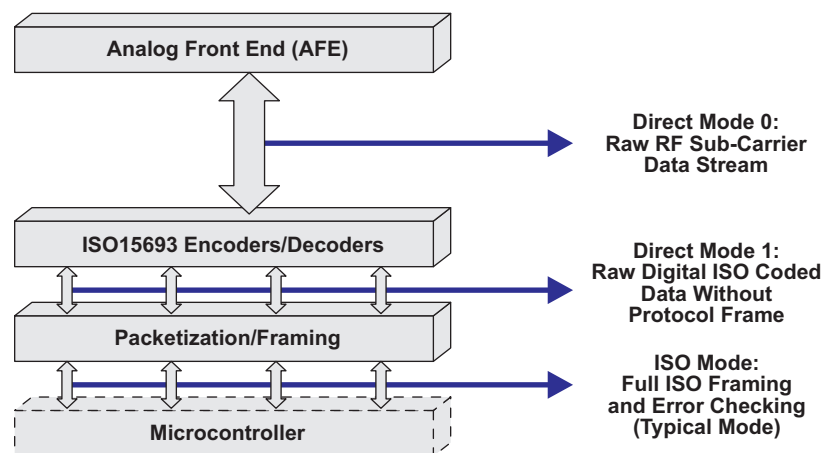 Analog Front End (AFE)
Direct Mode 0:
Raw RF Sub-Carrier
Data Stream
ISO15693 Encoders/Decoders
Direct Mode 1:
Raw Digital ISO Coded
Data Without
Protocol Frame
Packetization/Framing
ISO Mode:
Full ISO Framing
and Error Checking
(Typical Mode)
Microcontroller